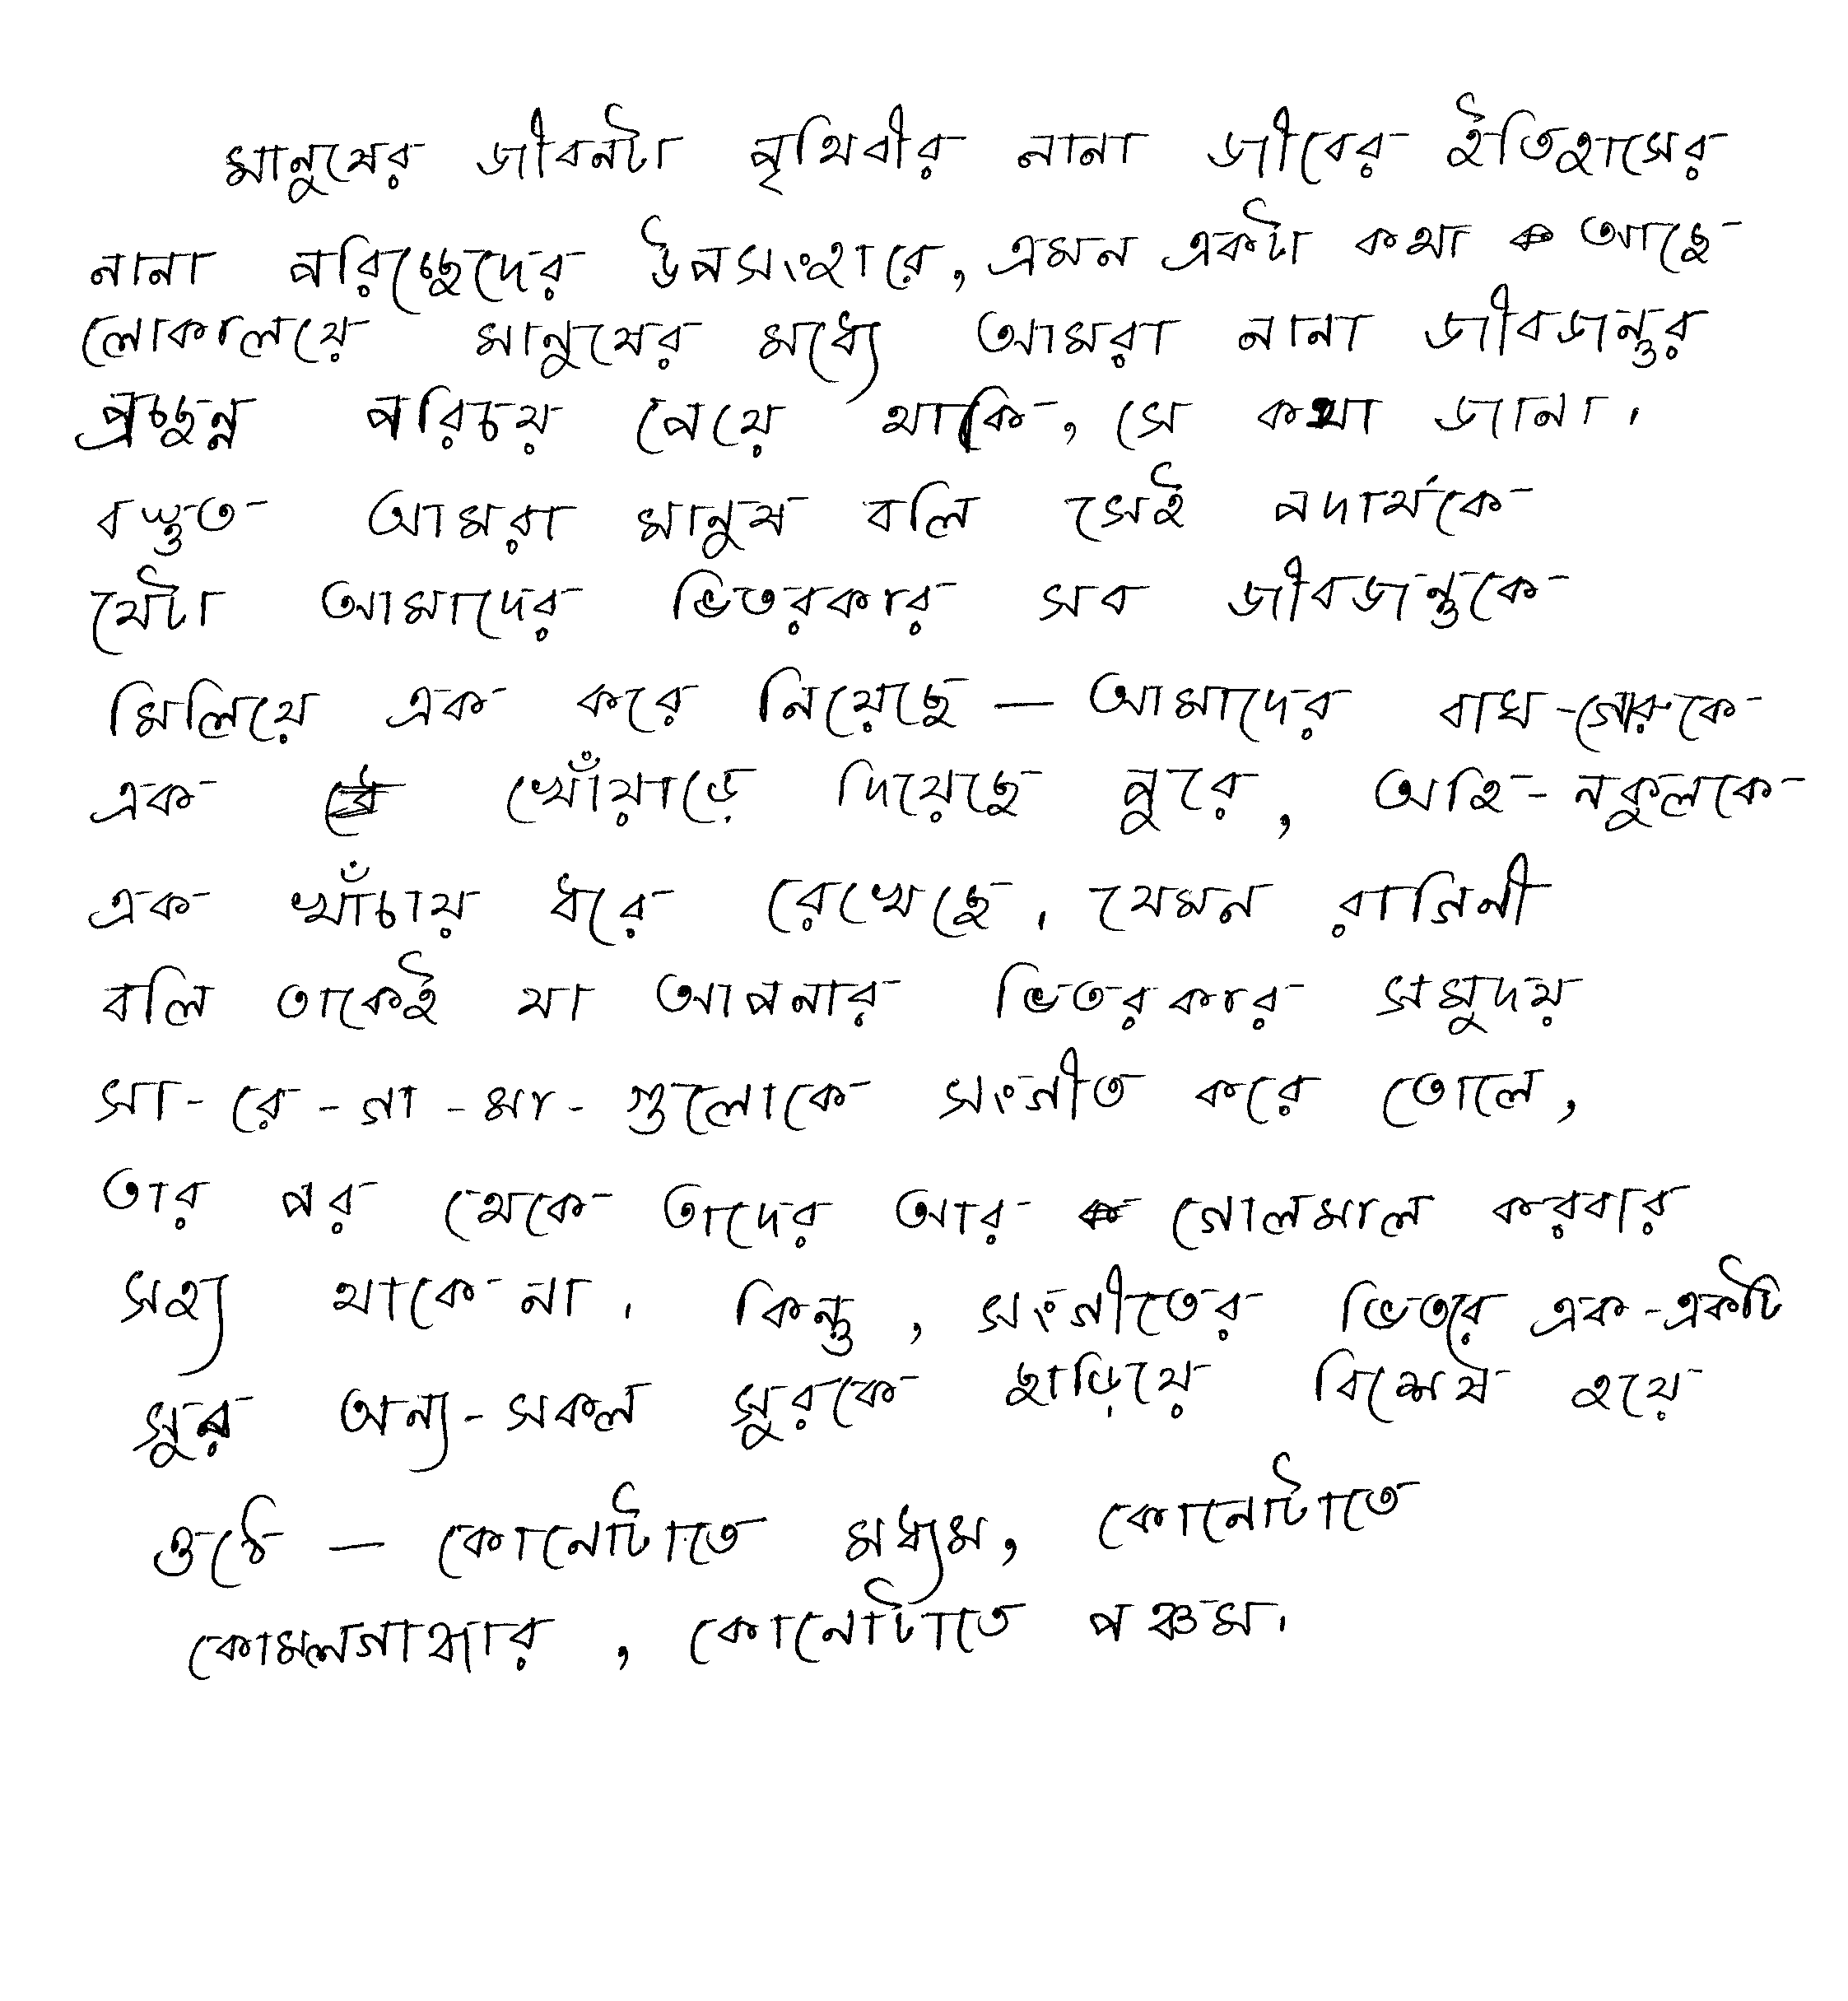 মানুষের জীবনটা পৃথিবীর নানা জীবের ইতিহাসের
নানা পরিচ্ছেদের উপসংহারে, এমন একটা কথা আছে
লোকালয়ে মানুষের মধ্যে আমরা নানা জীবজন্তুর
প্রচ্ছন্ন পরিচয় পেয়ে থাকি, সে কথা জানা।
বস্তুত আমরা মানুষ বলি সেই পদার্থকে
যেটা আমাদের ভিতরকার সব জীবজন্তুকে
মিলিয়ে এক করে নিয়েছে — আমাদের বাঘ-গোরুকে
এক খোঁয়াড়ে দিয়েছে পুরে, অহি-নকুলকে
এক খাঁচায় ধরে রেখেছে। যেমন রাগিনী
বলি তাকেই যা আপনার ভিতরকার সমুদয়
সা-রে-গা-মা-গুলোকে সংগীত করে তোলে,
তার পর থেকে তাদের আর গোলমাল করবার
সহ্য থাকে না। কিন্তু, সংগীতের ভিতরে এক-একটি
সুর অন্য-সকল সুরকে ছাড়িয়ে বিশেষ হয়ে
ওঠে — কোনোটাতে মধ্যম, কোনোটাতে
কোমলগান্ধার, কোনোটাতে পঞ্চম।